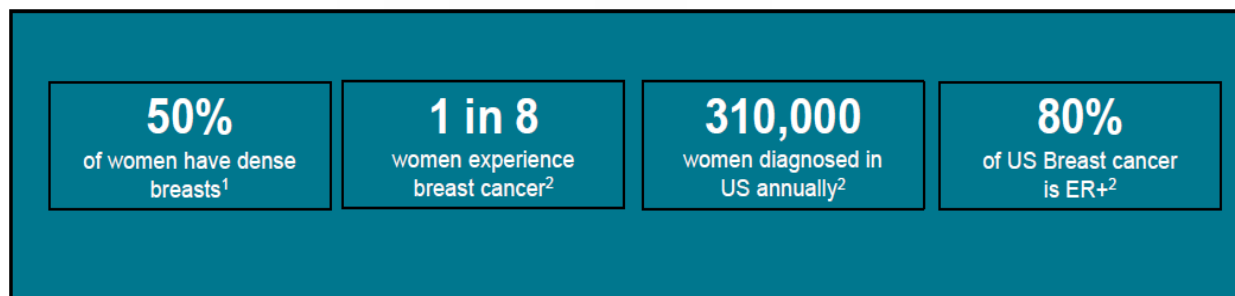 50%
of women have dense
breasts1
1 in 8
women experience
breast cancer2
310,000
women diagnosed in
US annually2
80%
of US Breast cancer
is ER+2